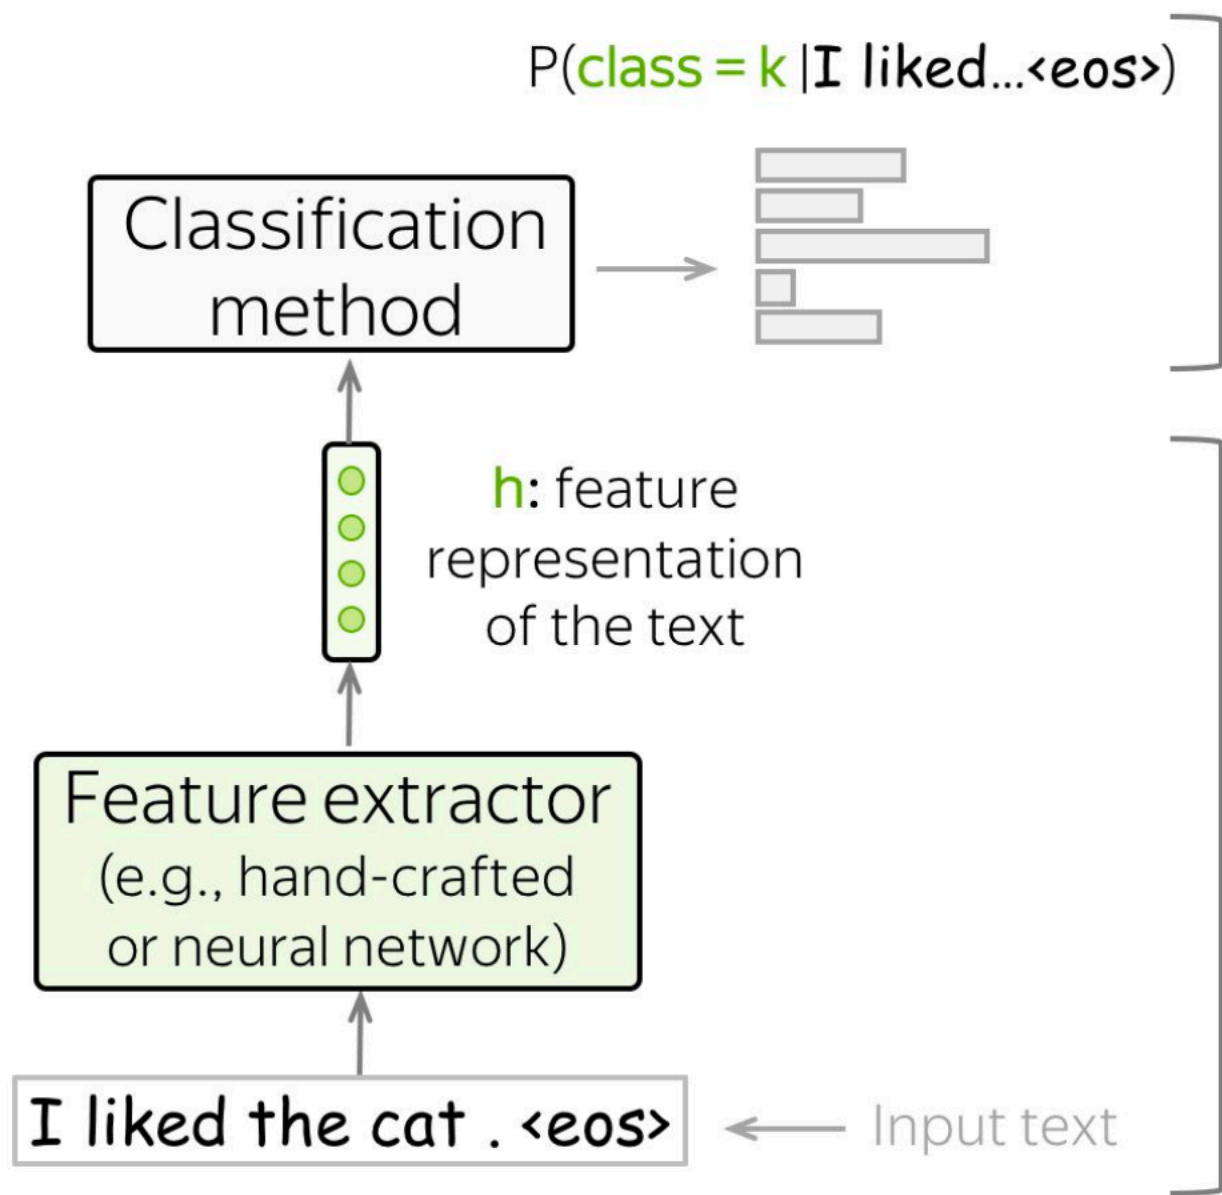 P(class = k |I liked...<eos>)
Classification
method
h: feature
representation
of the text
Feature extractor
(e.g., hand-crafted
or neural network)
I liked the cat . <eos>
Input text